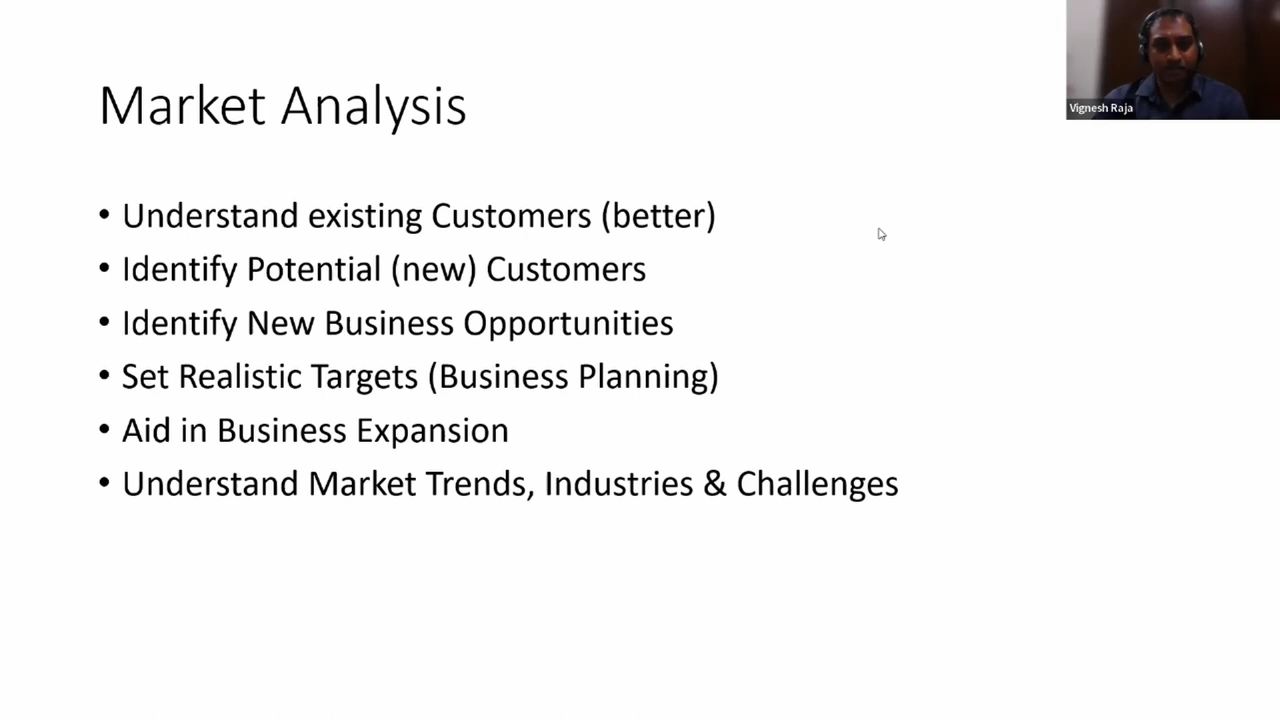 Market Analysis
Vignesh Raja
• Understand existing Customers (better)
• Identify Potential (new) Customers
• Identify New Business Opportunities
• Set Realistic Targets (Business Planning)
• Aid in Business Expansion
• Understand Market Trends, Industries & Challenges